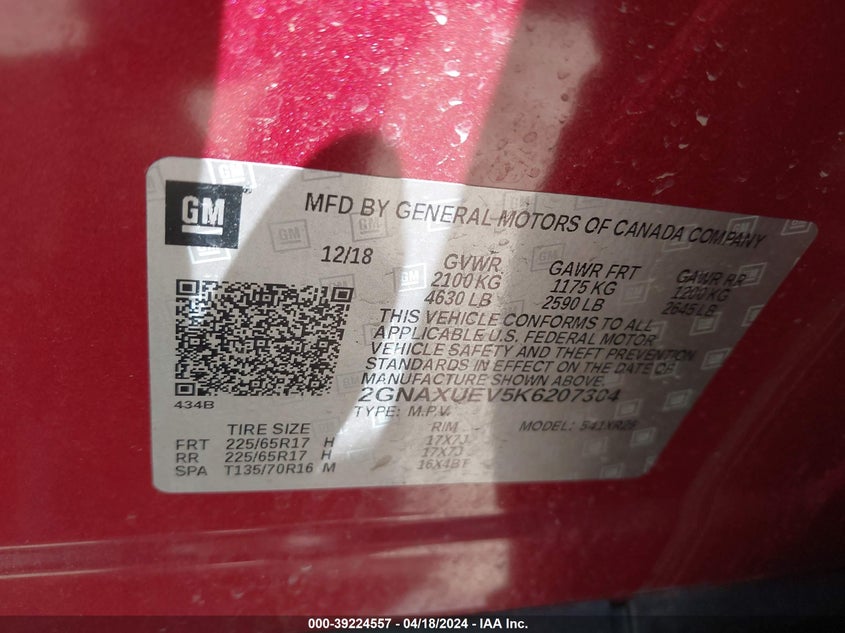 GM
MFD BY GENERAL MOTORS OF CANADA COMPANY
12/18
GVWR
2100 KG
4630 LB
GAWR FRT
1175 KG
2590 LB
GAWR RR
1200 KG
2645 LB
THIS VEHICLE CONFORMS TO ALL
APPLICABLE U.S. FEDERAL MOTOR
VEHICLE SAFETY AND THEFT PREVENTION
STANDARDS IN EFFECT ON THE DATE OF
MANUFACTURE SHOWN ABOVE.
434B
2GNAXUEV5K6207304
TYPE: M.P.V.
MODEL: 541XR26
TIRE SIZE RIM
FRT 225/65R17 H 17X7J
RR 225/65R17 H 17X7J
SPA T135/70R16 M 16X4BT
000-39224557 - 04/18/2024 - IAA Inc.